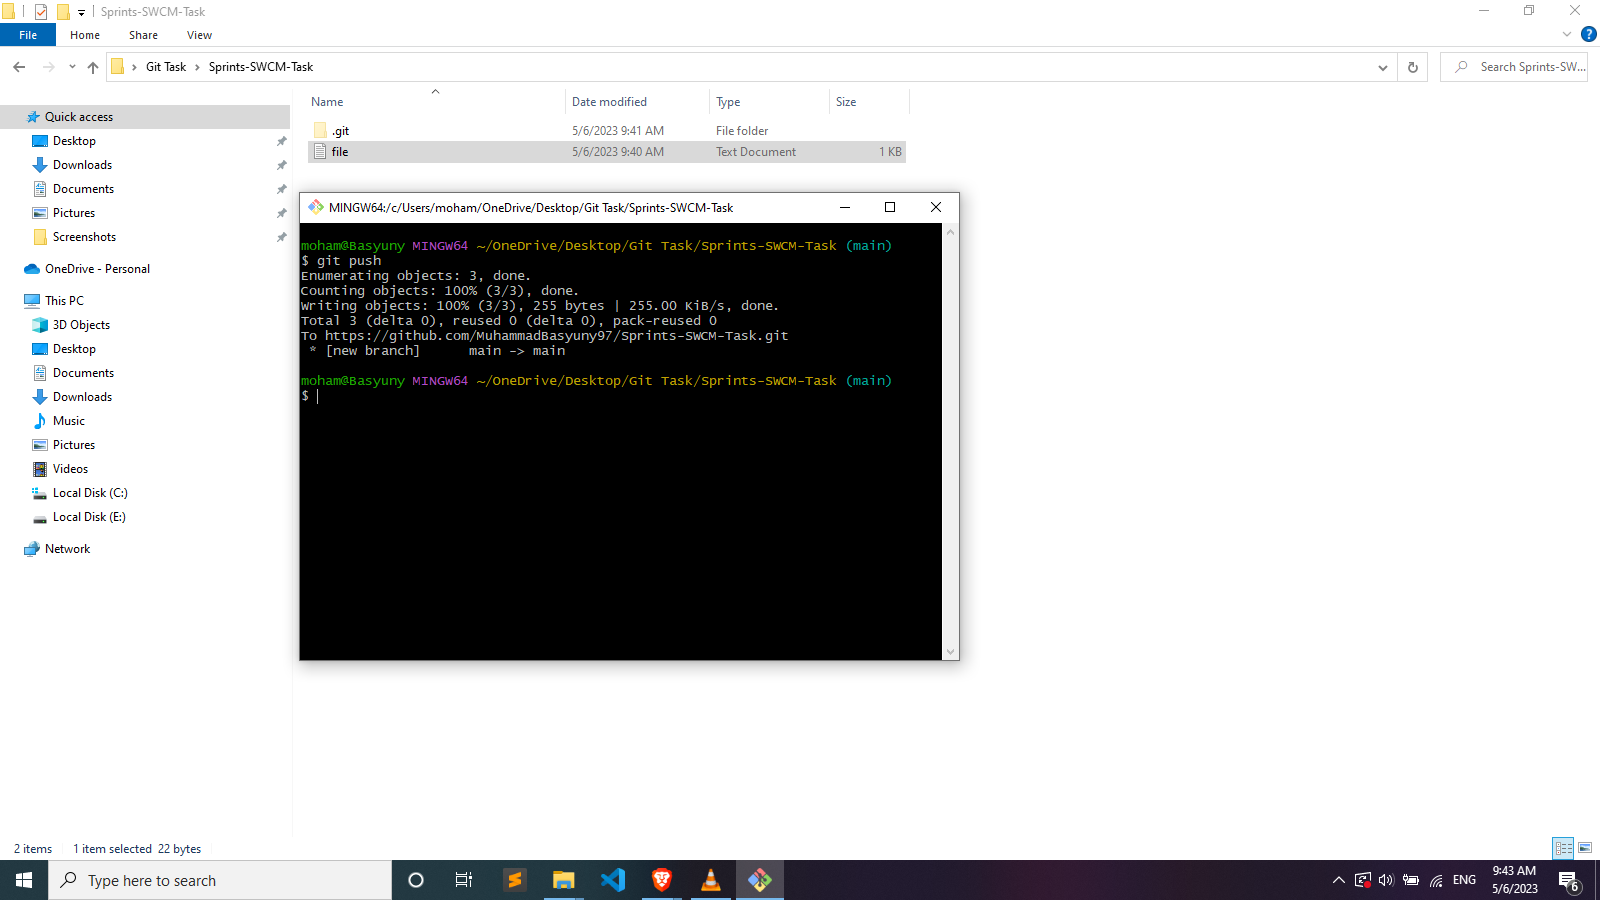 Sprints-SWCM-Task
File Home Share View
Git Task Sprints-SWCM-Task
Search Sprints-SW...
Quick access
Desktop
Downloads
Documents
Pictures
Screenshots
OneDrive - Personal
This PC
3D Objects
Desktop
Documents
Downloads
Music
Pictures
Videos
Local Disk (C:)
Local Disk (E:)
Network
Name Date modified Type Size
.git 5/6/2023 9:41 AM File folder
file 5/6/2023 9:40 AM Text Document 1 KB
MINGW64:/c/Users/moham/OneDrive/Desktop/Git Task/Sprints-SWCM-Task
moham@Basyuny MINGW64 ~/OneDrive/Desktop/Git Task/Sprints-SWCM-Task (main)
$ git push
Enumerating objects: 3, done.
Counting objects: 100% (3/3), done.
Writing objects: 100% (3/3), 255 bytes | 255.00 KiB/s, done.
Total 3 (delta 0), reused 0 (delta 0), pack-reused 0
To https://github.com/MuhammadBasyuny97/Sprints-SWCM-Task.git
 * [new branch]      main -> main
moham@Basyuny MINGW64 ~/OneDrive/Desktop/Git Task/Sprints-SWCM-Task (main)
$
2 items 1 item selected 22 bytes
Type here to search
ENG
9:43 AM
5/6/2023
6